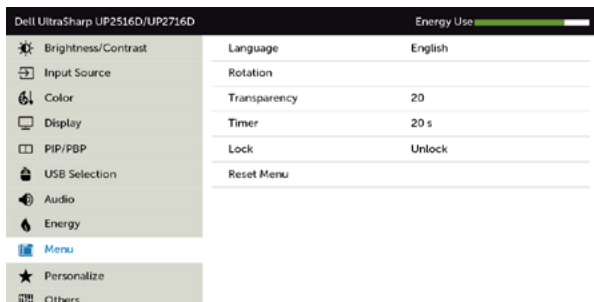 Dell UltraSharp UP2516D/UP2716D Energy Use
Brightness/Contrast Language English
Input Source Rotation
Color Transparency 20
Display Timer 20 s
PIP/PBP Lock Unlock
USB Selection Reset Menu
Audio
Energy
Menu
Personalize
Others